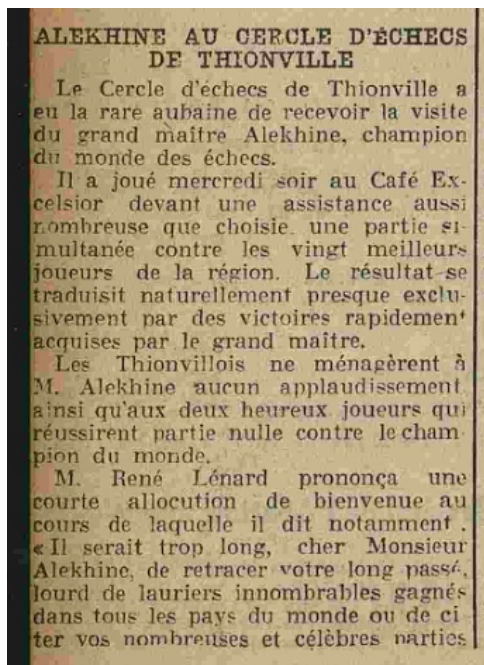 ALEKHINE AU CERCLE D'ÉCHECS
DE THIONVILLE
Le Cercle d'échecs de Thionville a
eu la rare aubaine de recevoir la visite
du grand maître Alekhine, champion
du monde des échecs.
Il a joué mercredi soir au Café Ex-
celsior devant une assistance aussi
nombreuse que choisie, une partie si-
multanée contre les vingt meilleurs
joueurs de la région. Le résultat se
traduisit naturellement presque exclu-
sivement par des victoires rapidement
acquises par le grand maître.
Les Thionvillois ne ménagèrent à
M. Alekhine aucun applaudissement
ainsi qu'aux deux heureux joueurs qui
réussirent partie nulle contre le cham
pion du monde.
M. René Lénard prononça une
courte allocution de bienvenue au
cours de laquelle il dit notamment :
« Il serait trop long, cher Monsieur
Alekhine, de retracer votre long passé,
lourd de lauriers innombrables gagnés
dans tous les pays du monde ou de ci
ter vos nombreuses et célèbres parties